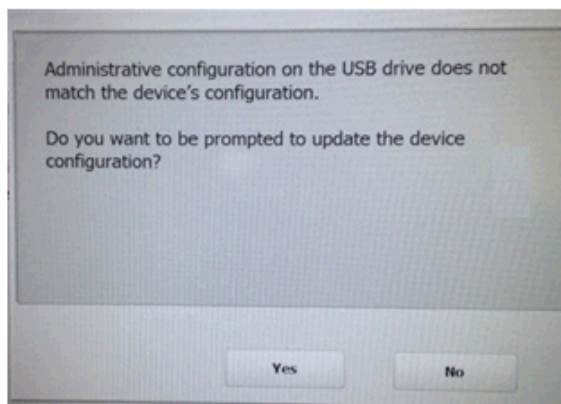 Administrative configuration on the USB drive does not
match the device's configuration.
Do you want to be prompted to update the device
configuration?
Yes
No